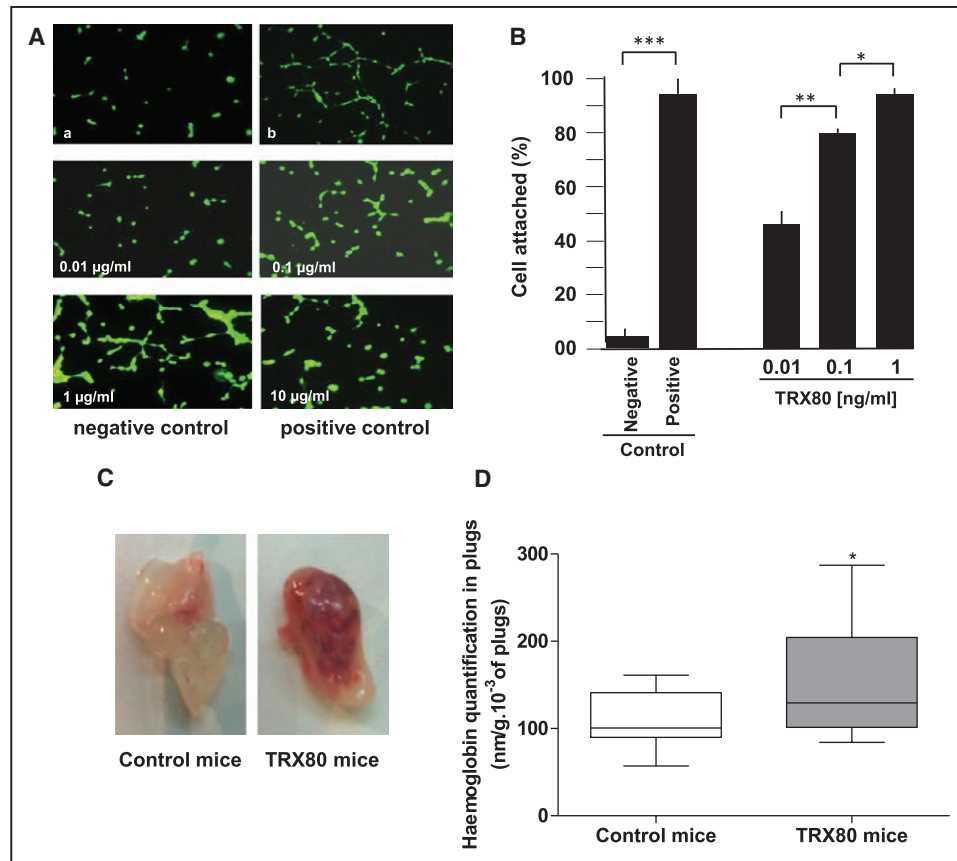 A
a
b
0.01 µg/ml
0.1 µg/ml
1 µg/ml
10 µg/ml
negative control
positive control
B
***
**
*
Cell attached (%)
100
80
60
40
20
00
Negative
Positive
Control
0.01
0.1
1
TRX80 [ng/ml]
C
Control mice
TRX80 mice
D
Haemoglobin quantification in plugs
(nm/g.10⁻³ of plugs)
300
200
100
0
*
Control mice
TRX80 mice